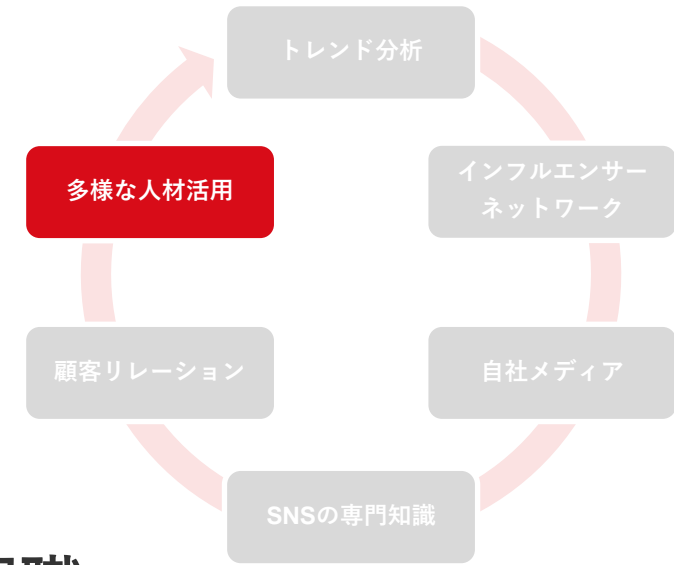 トレンド分析
多様な人材活用
インフルエンサー
ネットワーク
顧客リレーション
自社メディア
SNSの専門知識